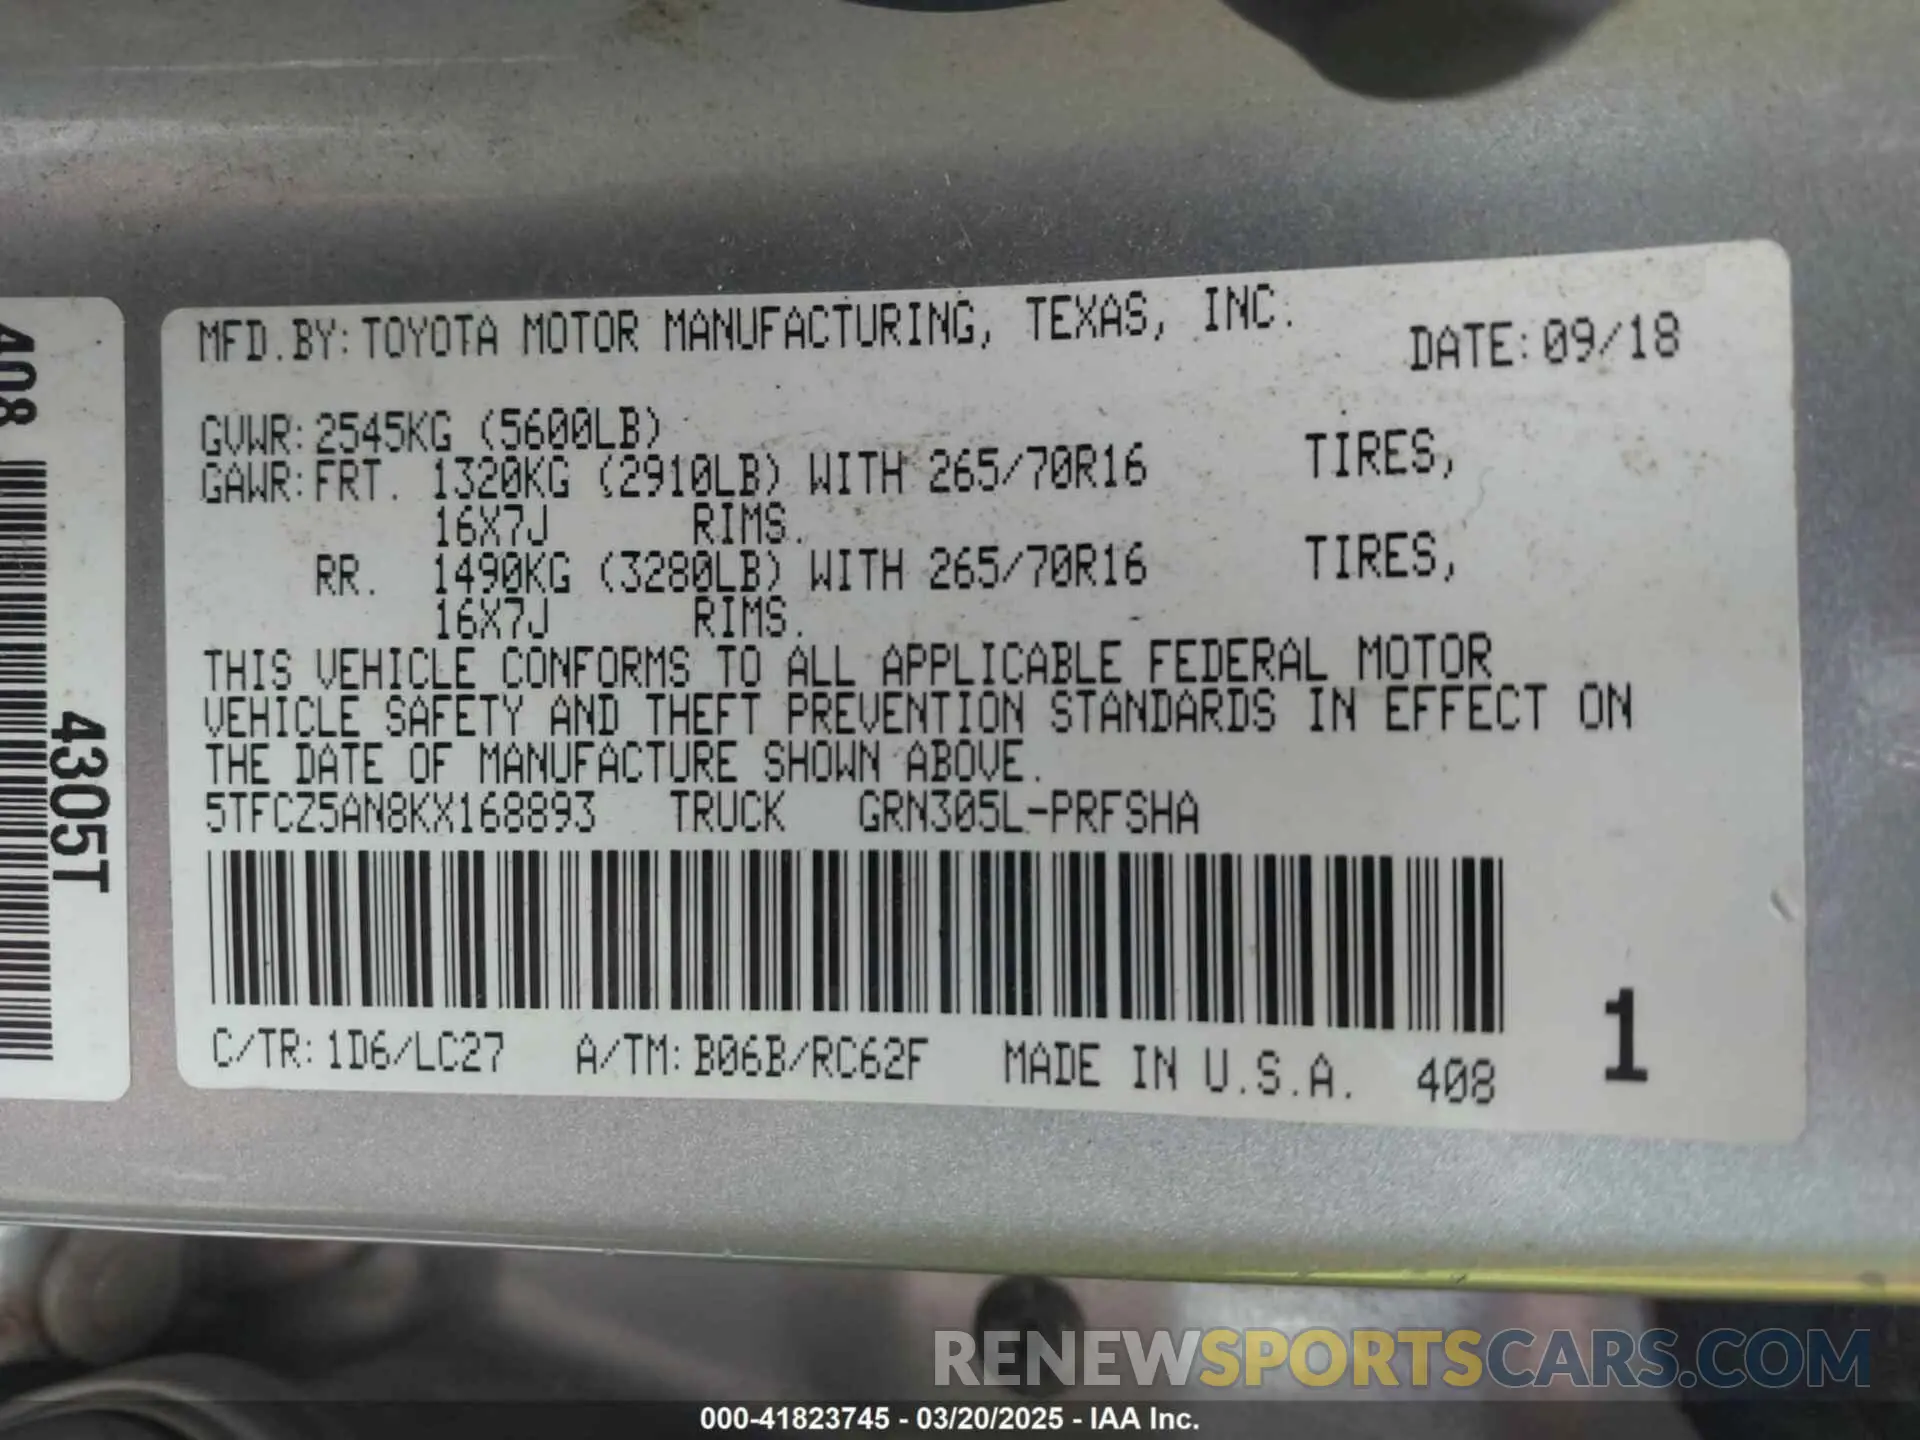 MFD.BY:TOYOTA MOTOR MANUFACTURING, TEXAS, INC. DATE:09/18
GVWR:2545KG (5600LB)
GAWR:FRT. 1320KG (2910LB) WITH 265/70R16 TIRES,
16X7J RIMS.
RR. 1490KG (3280LB) WITH 265/70R16 TIRES,
16X7J RIMS.
THIS VEHICLE CONFORMS TO ALL APPLICABLE FEDERAL MOTOR
VEHICLE SAFETY AND THEFT PREVENTION STANDARDS IN EFFECT ON
THE DATE OF MANUFACTURE SHOWN ABOVE.
5TFCZ5AN8KX168893 TRUCK GRN305L-PRFSHA
C/TR:1D6/LC27 A/TM:B06B/RC62F MADE IN U.S.A. 408
1
408
4305T
RENEWSPORTSCARS.COM
000-41823745 - 03/20/2025 - IAA Inc.